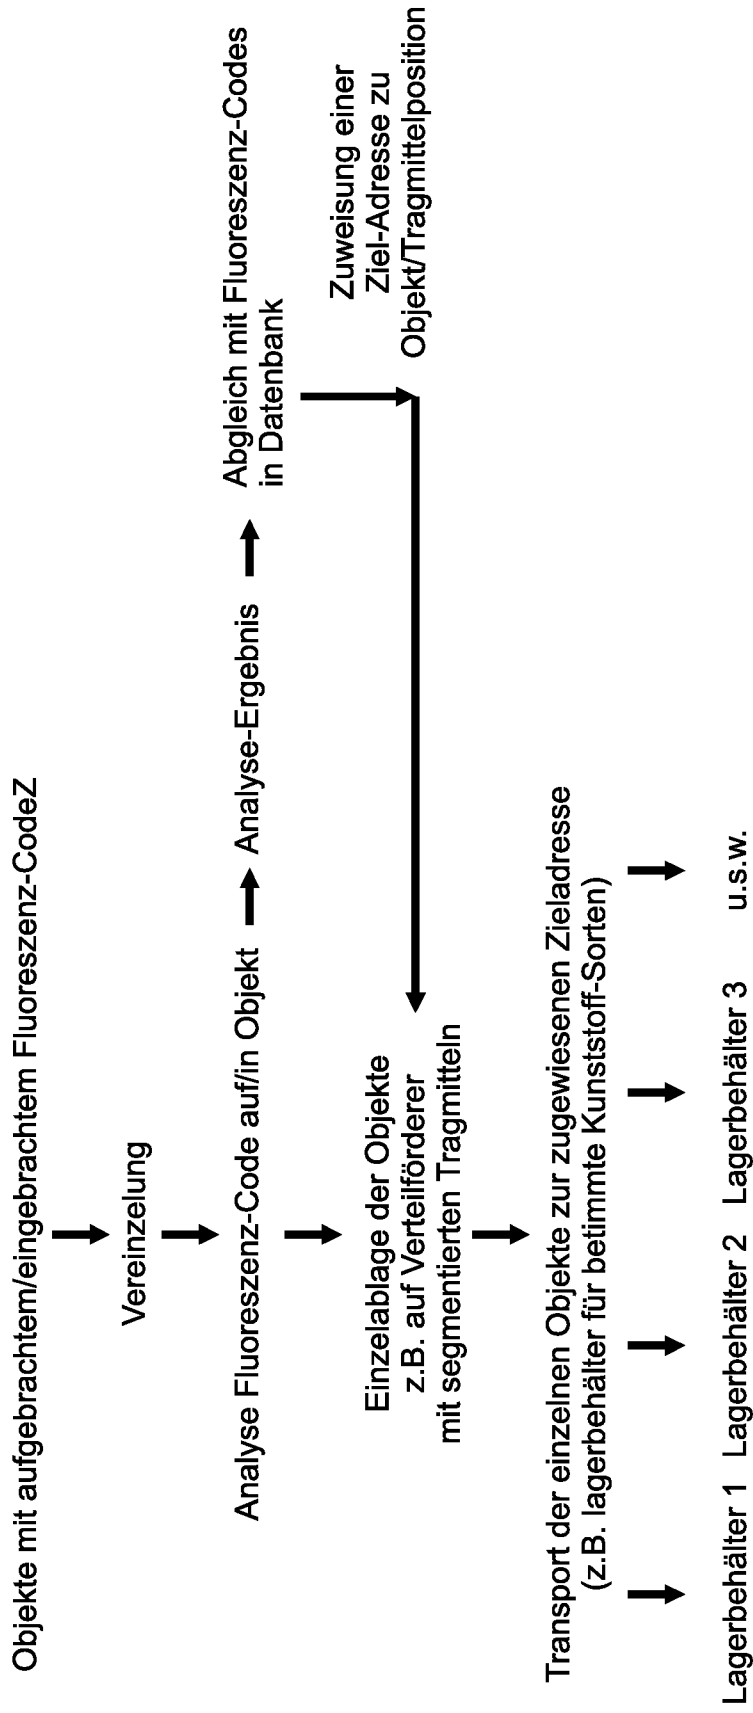 Objekte mit aufgebrachtem/eingebrachtem Fluoreszenz-CodeZ
Vereinzelung
Analyse Fluoreszenz-Code auf/in Objekt
Analyse-Ergebnis
Abgleich mit Fluoreszenz-Codes
in Datenbank
Zuweisung einer
Ziel-Adresse zu
Objekt/Tragmittelposition
Einzelablage der Objekte
z.B. auf Verteilförderer
mit segmentierten Tragmitteln
Transport der einzelnen Objekte zur zugewiesenen Zieladresse
(z.B. lagerbehälter für betimmte Kunststoff-Sorten)
Lagerbehälter 1
Lagerbehälter 2
Lagerbehälter 3
u.s.w.